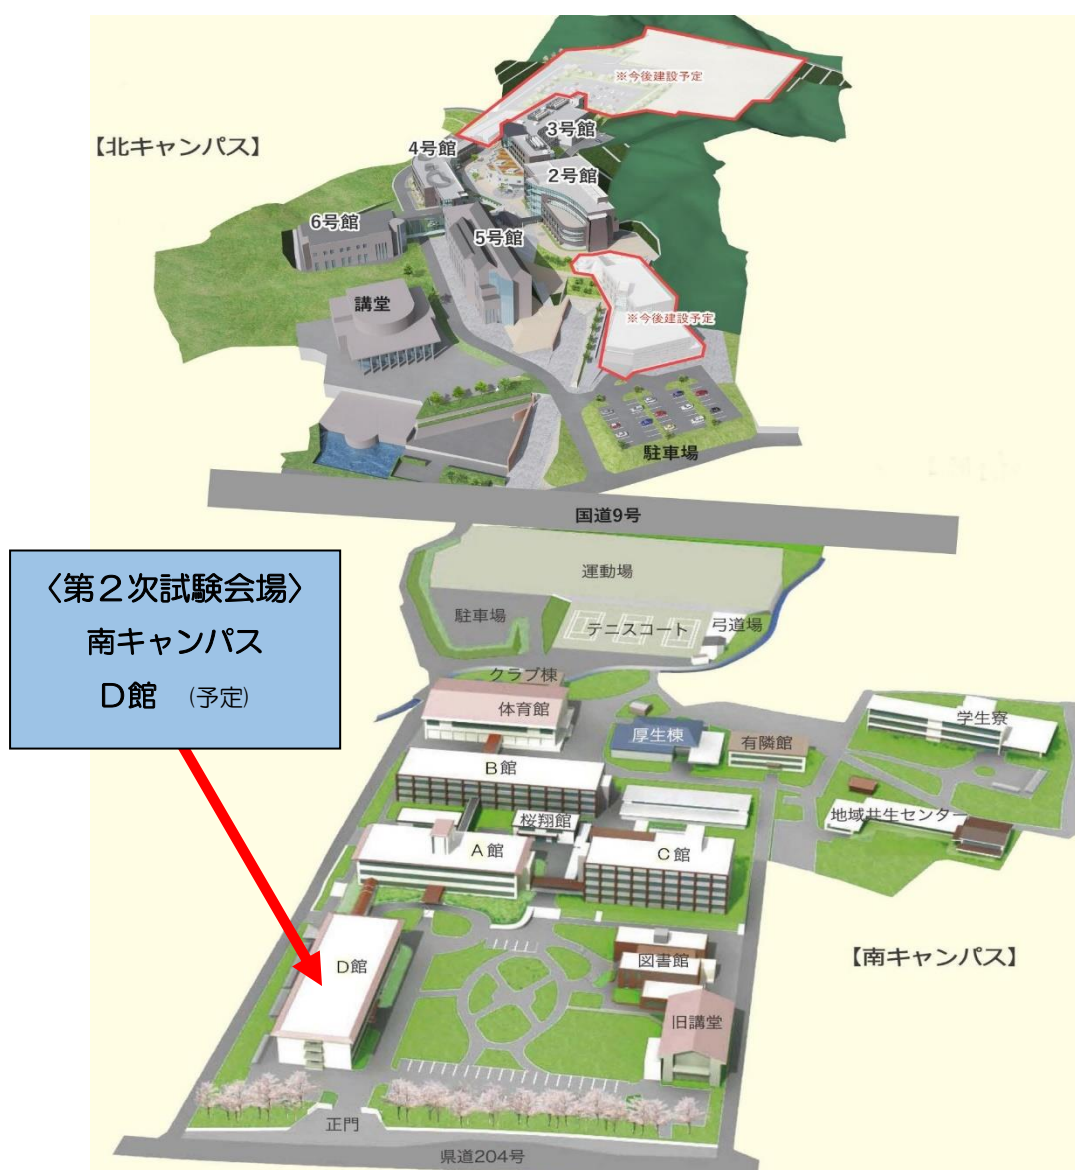 ※今後建設予定
【北キャンパス】
3号館
4号館
2号館
6号館
5号館
講堂
※今後建設予定
駐車場
国道9号
〈第２次試験会場〉
南キャンパス
Ｄ館 (予定)
運動場
駐車場
テニスコート
弓道場
クラブ棟
体育館
厚生棟
有隣館
学生寮
B館
桜翔館
地域共生センター
A館
C館
D館
図書館
【南キャンパス】
旧講堂
正門
県道204号